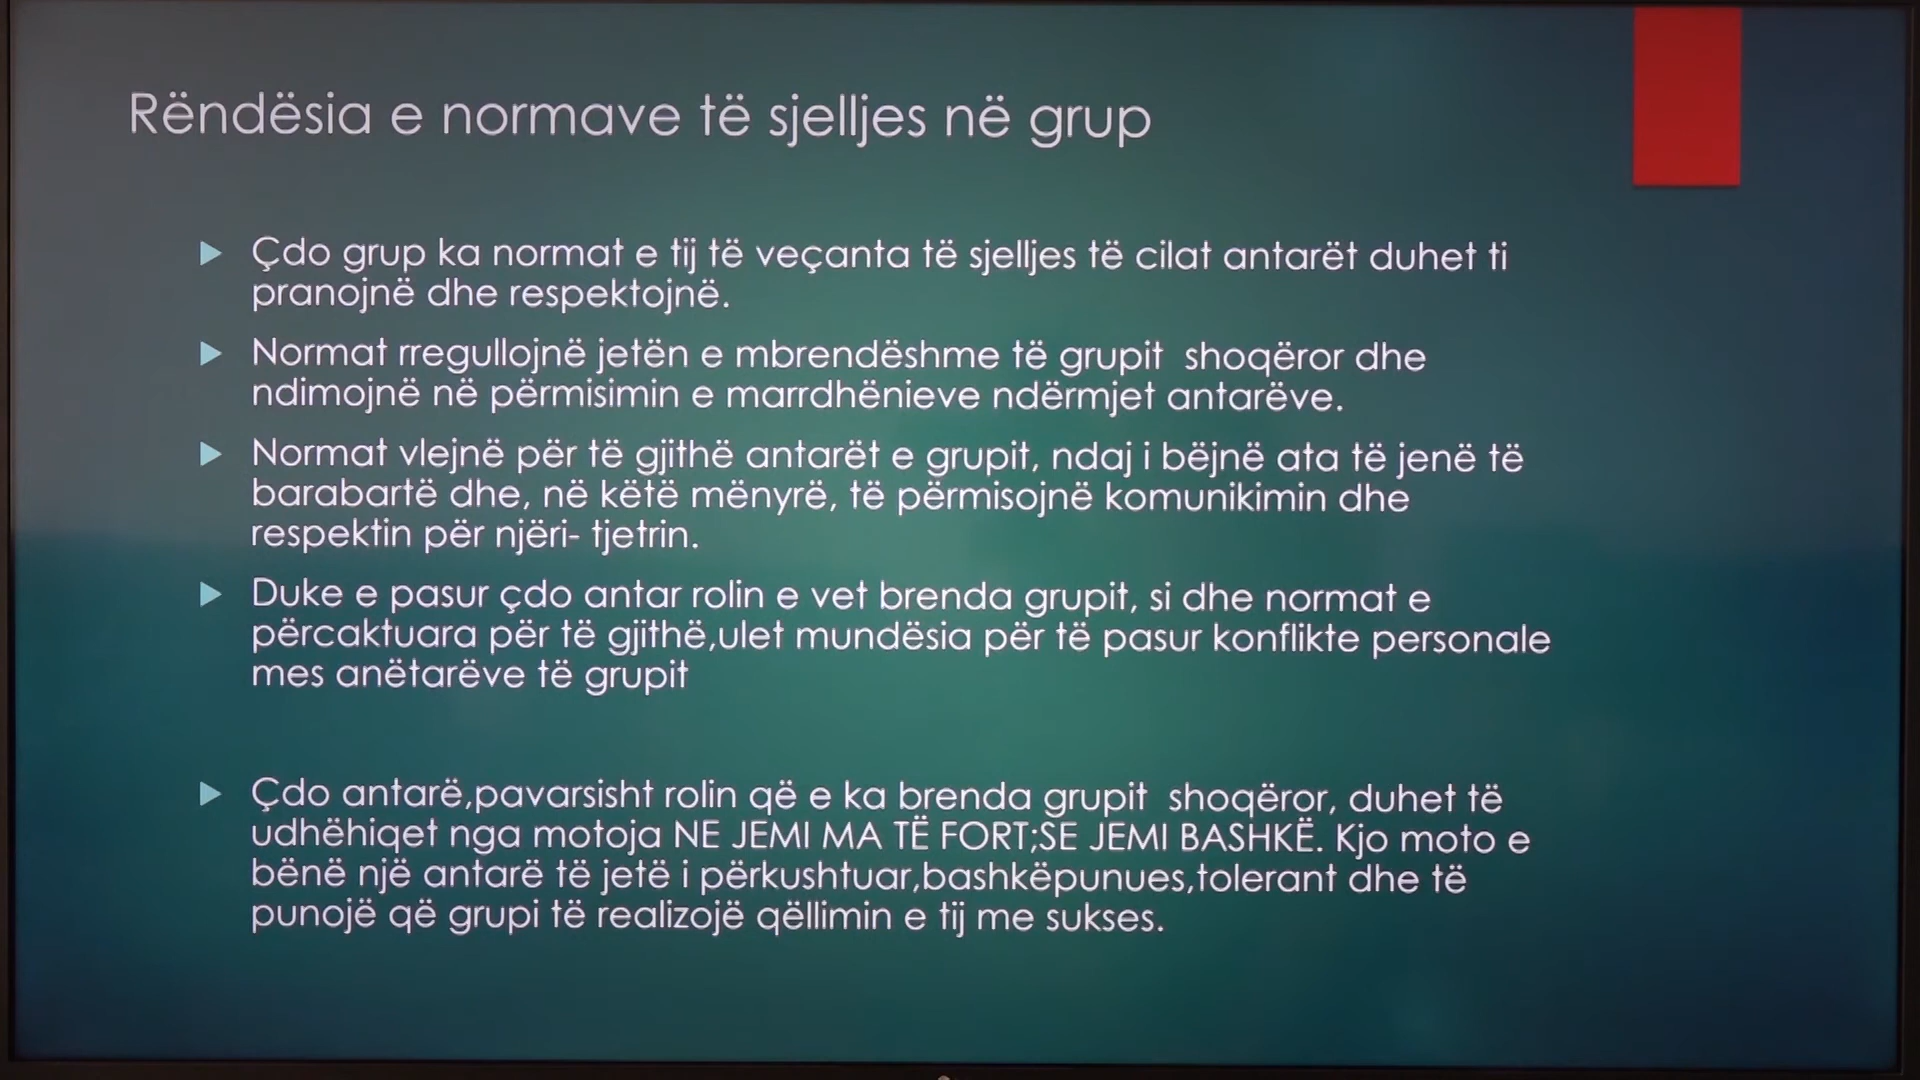 Rëndësia e normave të sjelljes në grup
Çdo grup ka normat e tij të veçanta të sjelljes të cilat antarët duhet ti
pranojnë dhe respektojnë.
Normat rregullojnë jetën e mbrendëshme të grupit shoqëror dhe
ndimojnë në përmisimin e marrdhënieve ndërmjet antarëve.
Normat vlejnë për të gjithë antarët e grupit, ndaj i bëjnë ata të jenë të
barabartë dhe, në këtë mënyrë, të përmisojnë komunikimin dhe
respektin për njëri- tjetrin.
Duke e pasur çdo antar rolin e vet brenda grupit, si dhe normat e
përcaktuara për të gjithë,ulet mundësia për të pasur konflikte personale
mes anëtarëve të grupit
Çdo antarë,pavarsisht rolin që e ka brenda grupit shoqëror, duhet të
udhëhiqet nga motoja NE JEMI MA TË FORT;SE JEMI BASHKË. Kjo moto e
bënë një antarë të jetë i përkushtuar,bashkëpunues,tolerant dhe të
punojë që grupi të realizojë qëllimin e tij me sukses.